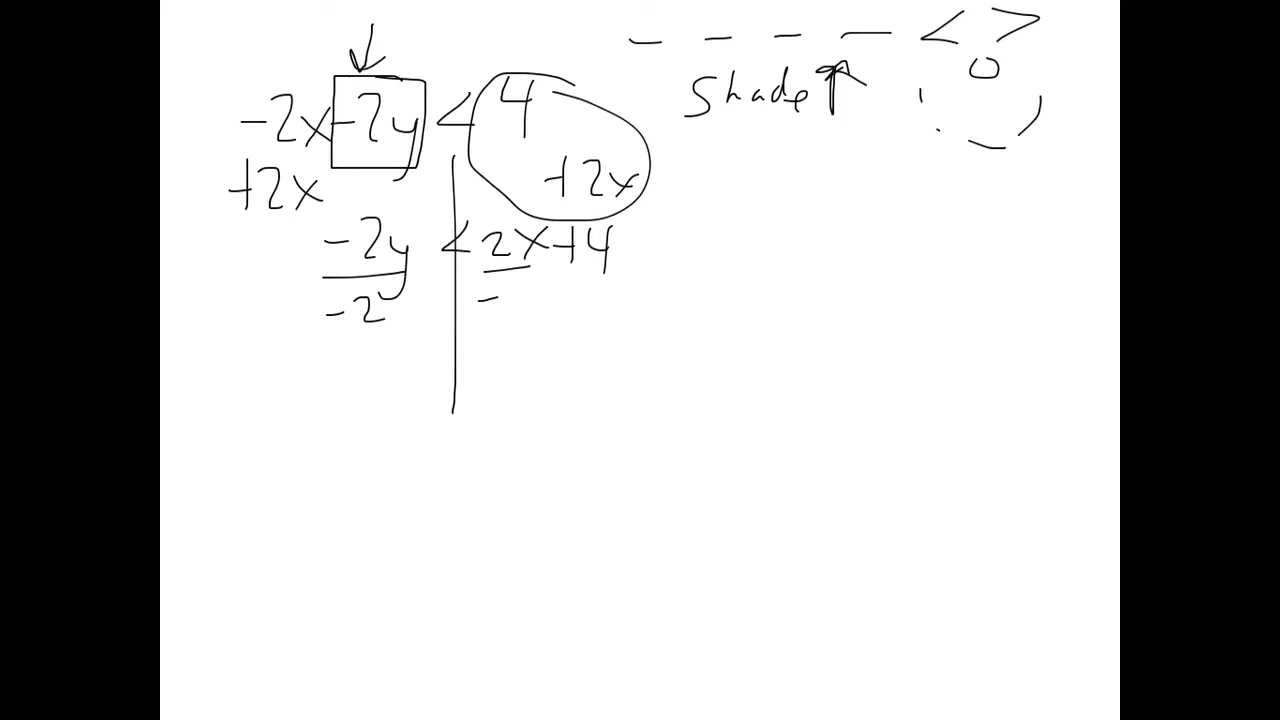 - - - - < >
Shade ↑
-2x-2y < 4
+2x +2x
-2y < 2x+4
-2 -